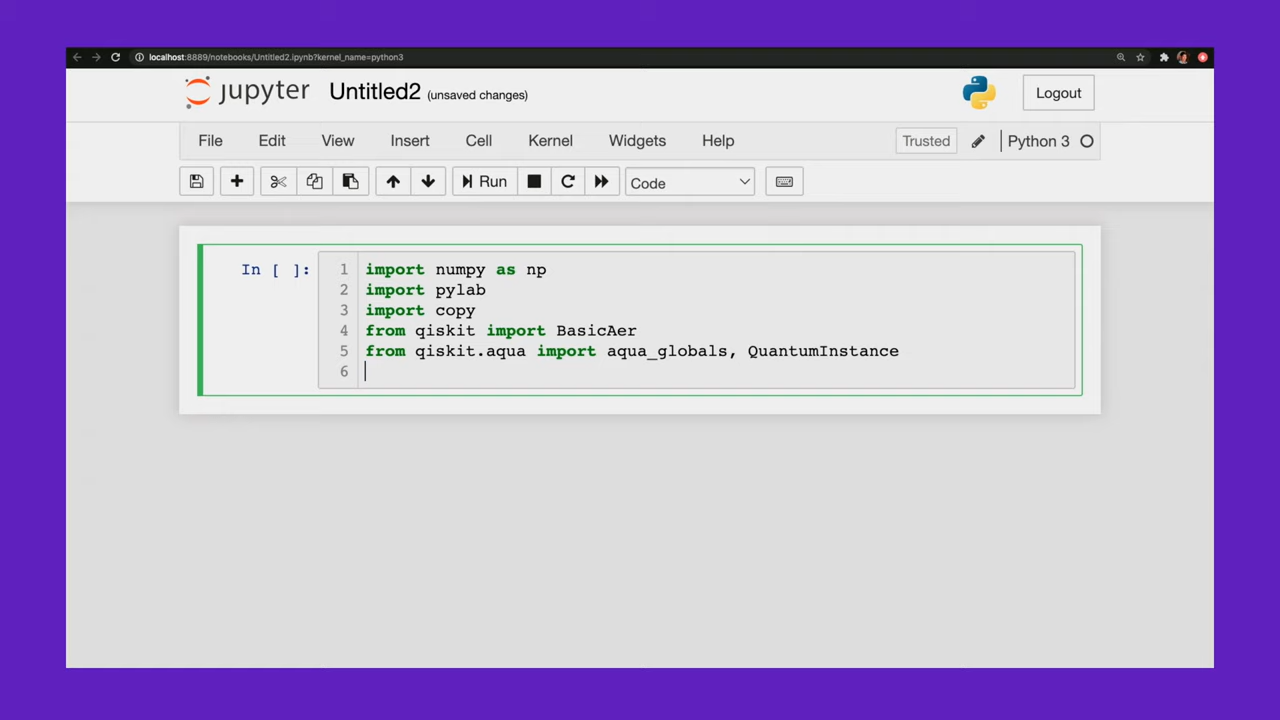 localhost:8889/notebooks/Untitled2.ipynb?kernel_name=python3
jupyter Untitled2 (unsaved changes) Logout
File Edit View Insert Cell Kernel Widgets Help Trusted Python 3
Run Code
In [ ]:
1 import numpy as np
2 import pylab
3 import copy
4 from qiskit import BasicAer
5 from qiskit.aqua import aqua_globals, QuantumInstance
6